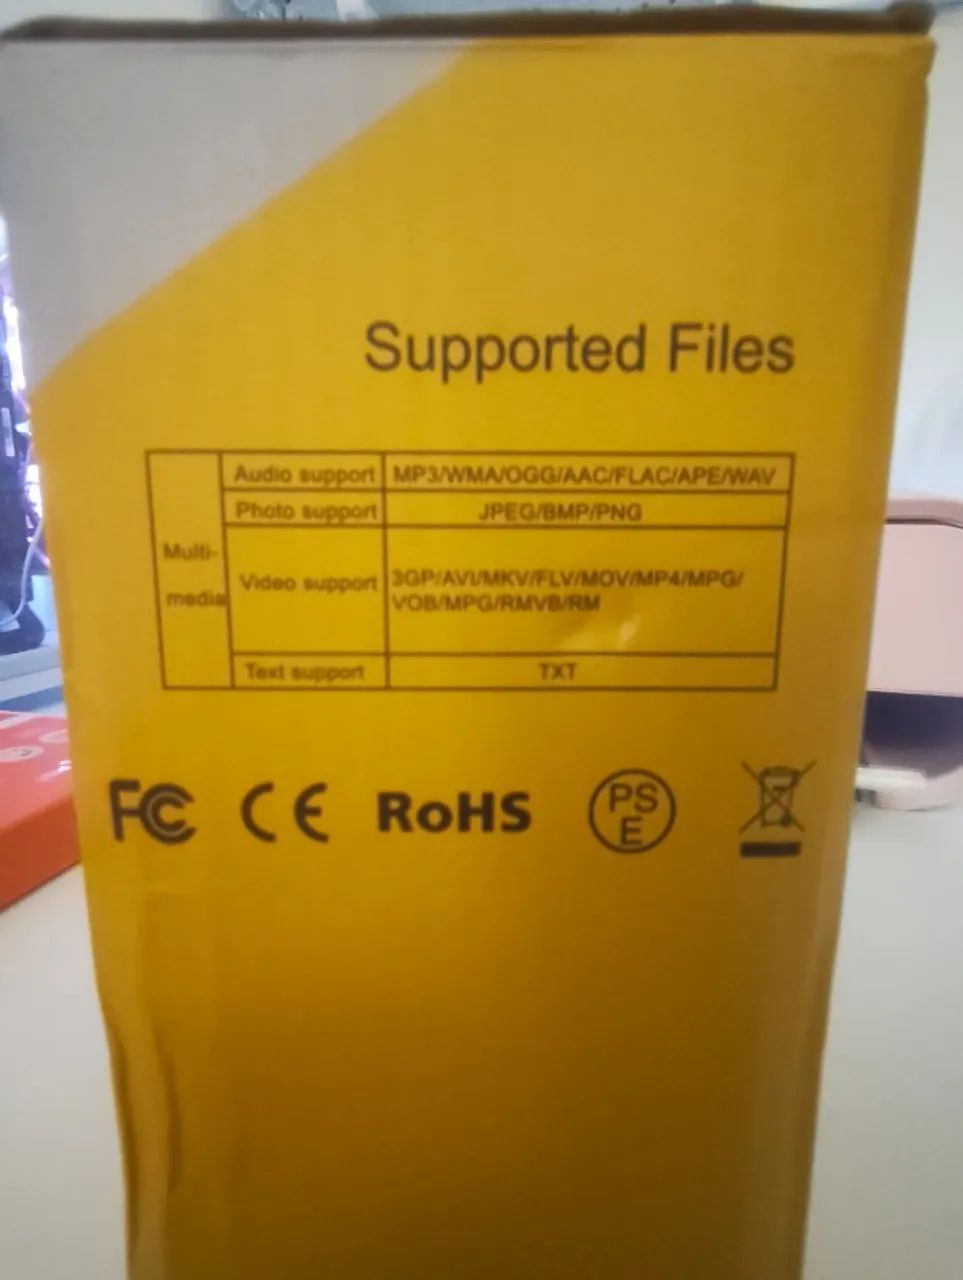 Supported Files
Audio support MP3/WMA/OGG/AAC/FLAC/APE/WAV
Photo support JPEG/BMP/PNG
Multi-
media
Video support 3GP/AVI/MKV/FLV/MOV/MP4/MPG/
VOB/MPG/RMVB/RM
Text support TXT
FC CE RoHS PS
E